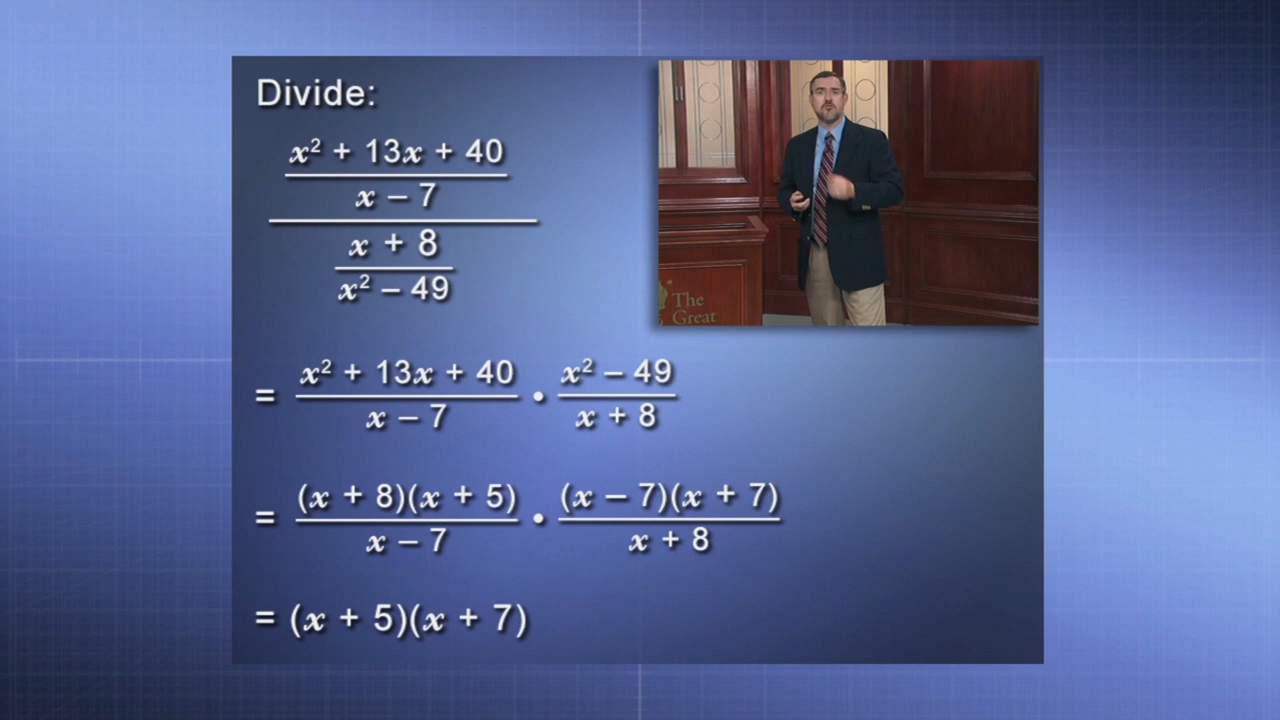 Divide:
x² + 13x + 40
x – 7
x + 8
x² – 49
= x² + 13x + 40 / x – 7 • x² – 49 / x + 8
= (x + 8)(x + 5) / x – 7 • (x – 7)(x + 7) / x + 8
= (x + 5)(x + 7)
The
Great